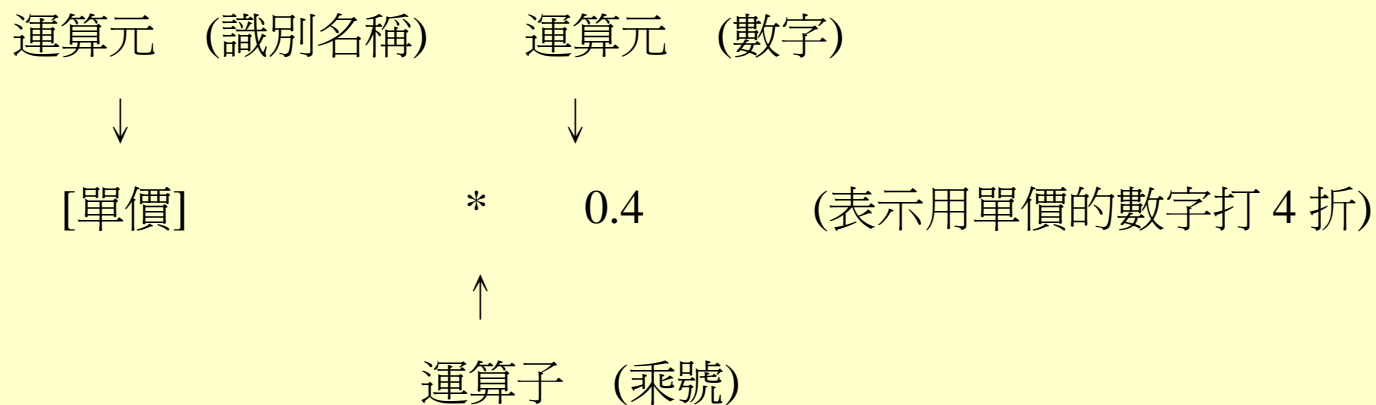 運算元 (識別名稱) 運算元 (數字)
↓ ↓
[單價] * 0.4 (表示用單價的數字打 4 折)
↑
運算子 (乘號)